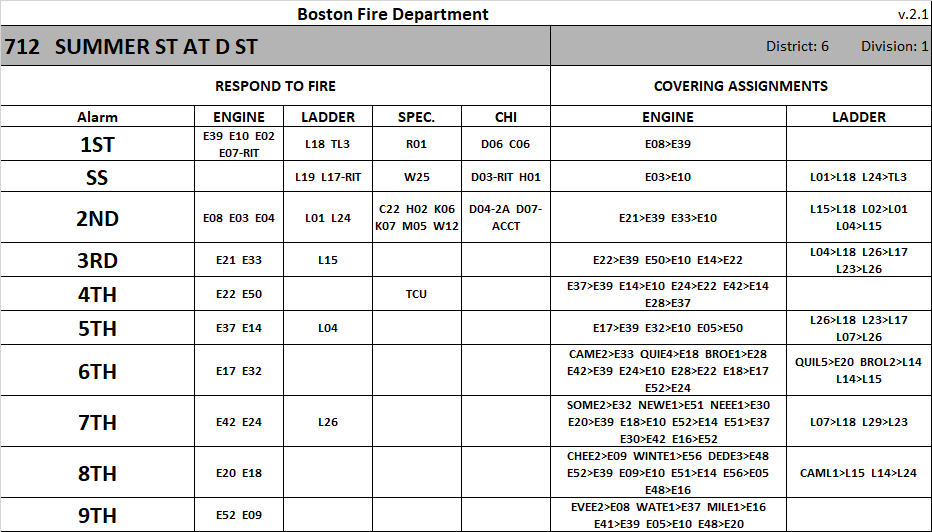 Boston Fire Department
v.2.1
712 SUMMER ST AT D ST
District: 6 Division: 1
RESPOND TO FIRE
COVERING ASSIGNMENTS
Alarm ENGINE LADDER SPEC. CHI ENGINE LADDER
1ST
E39 E10 E02
E07-RIT
L18 TL3
R01
D06 C06
E08>E39
SS
L19 L17-RIT
W25
D03-RIT H01
E03>E10
L01>L18 L24>TL3
2ND
E08 E03 E04
L01 L24
C22 H02 K06
K07 M05 W12
D04-2A D07-
ACCT
E21>E39 E33>E10
L15>L18 L02>L01
L04>L15
3RD
E21 E33
L15
E22>E39 E50>E10 E14>E22
L04>L18 L26>L17
L23>L26
4TH
E22 E50
TCU
E37>E39 E14>E10 E24>E22 E42>E14
E28>E37
5TH
E37 E14
L04
E17>E39 E32>E10 E05>E50
L26>L18 L23>L17
L07>L26
6TH
E17 E32
CAME2>E33 QUIE4>E18 BROE1>E28
E42>E39 E24>E10 E28>E22 E18>E17
E52>E24
QUIL5>E20 BROL2>L14
L14>L15
7TH
E42 E24
L26
SOME2>E32 NEWE1>E51 NEEE1>E30
E20>E39 E18>E10 E52>E14 E51>E37
E30>E42 E16>E52
L07>L18 L29>L23
8TH
E20 E18
CHEE2>E09 WINTE1>E56 DEDE3>E48
E52>E39 E09>E10 E51>E14 E56>E05
E48>E16
CAML1>L15 L14>L24
9TH
E52 E09
EVEE2>E08 WATE1>E37 MILE1>E16
E41>E39 E05>E10 E48>E20